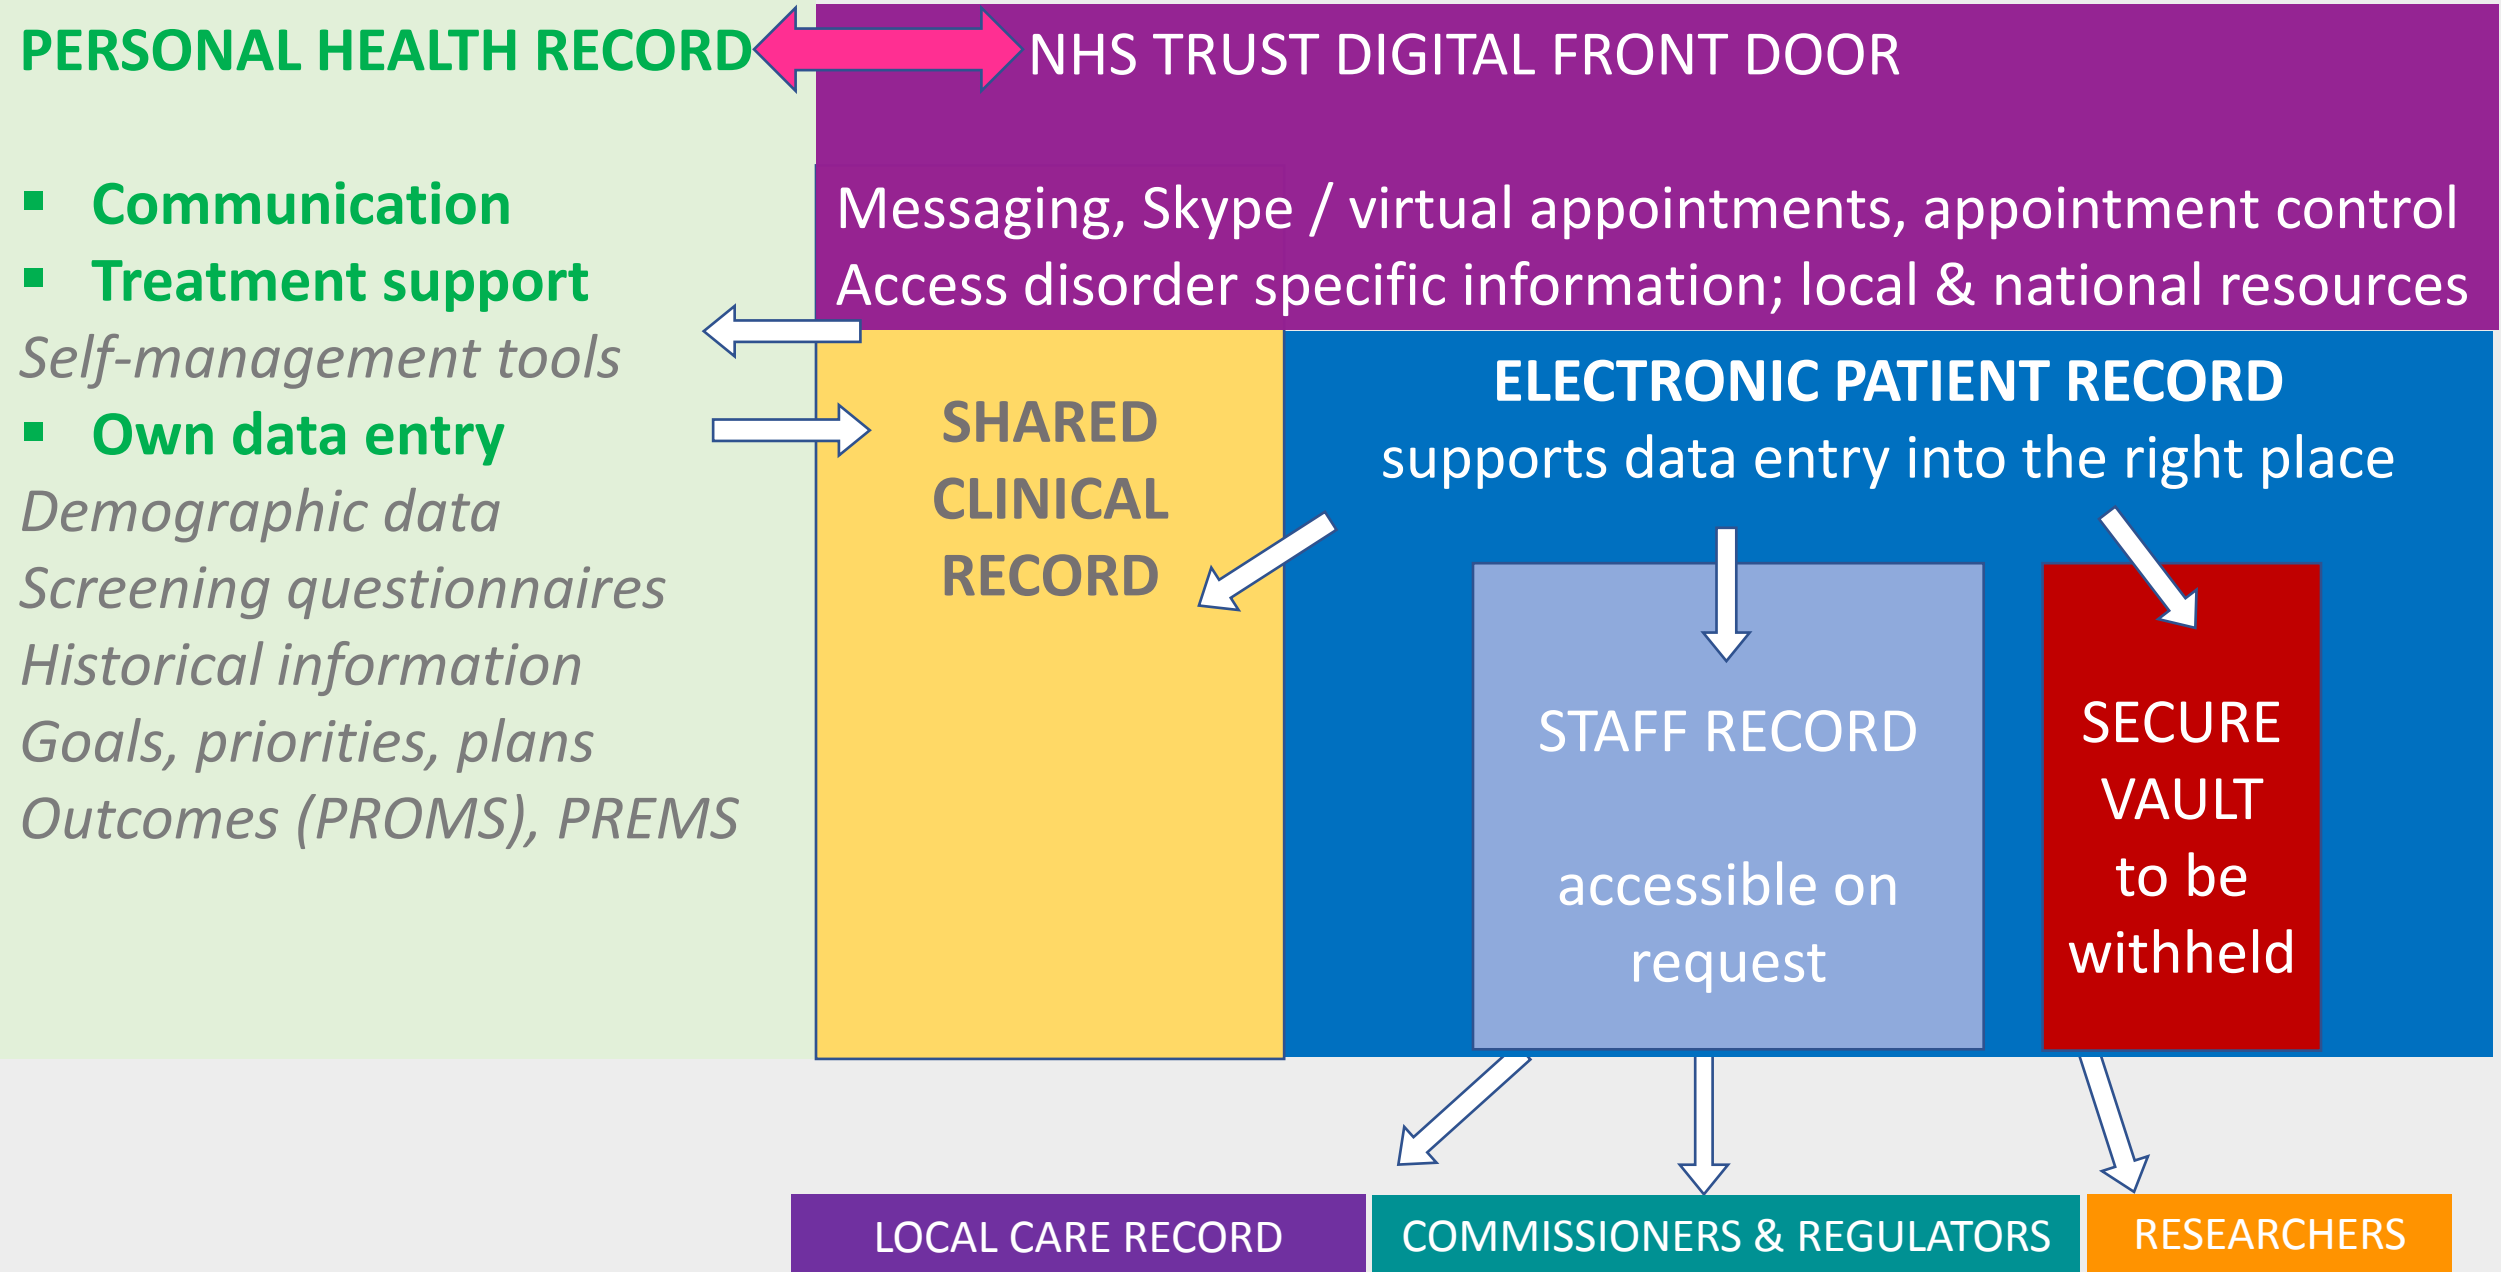 PERSONAL HEALTH RECORD
▪ Communication
▪ Treatment support
Self-management tools
▪ Own data entry
Demographic data
Screening questionnaires
Historical information
Goals, priorities, plans
Outcomes (PROMS), PREMS
NHS TRUST DIGITAL FRONT DOOR
Messaging, Skype / virtual appointments, appointment control
Access disorder specific information; local & national resources
SHARED
CLINICAL
RECORD
ELECTRONIC PATIENT RECORD
supports data entry into the right place
STAFF RECORD
accessible on
request
SECURE
VAULT
to be
withheld
LOCAL CARE RECORD
COMMISSIONERS & REGULATORS
RESEARCHERS